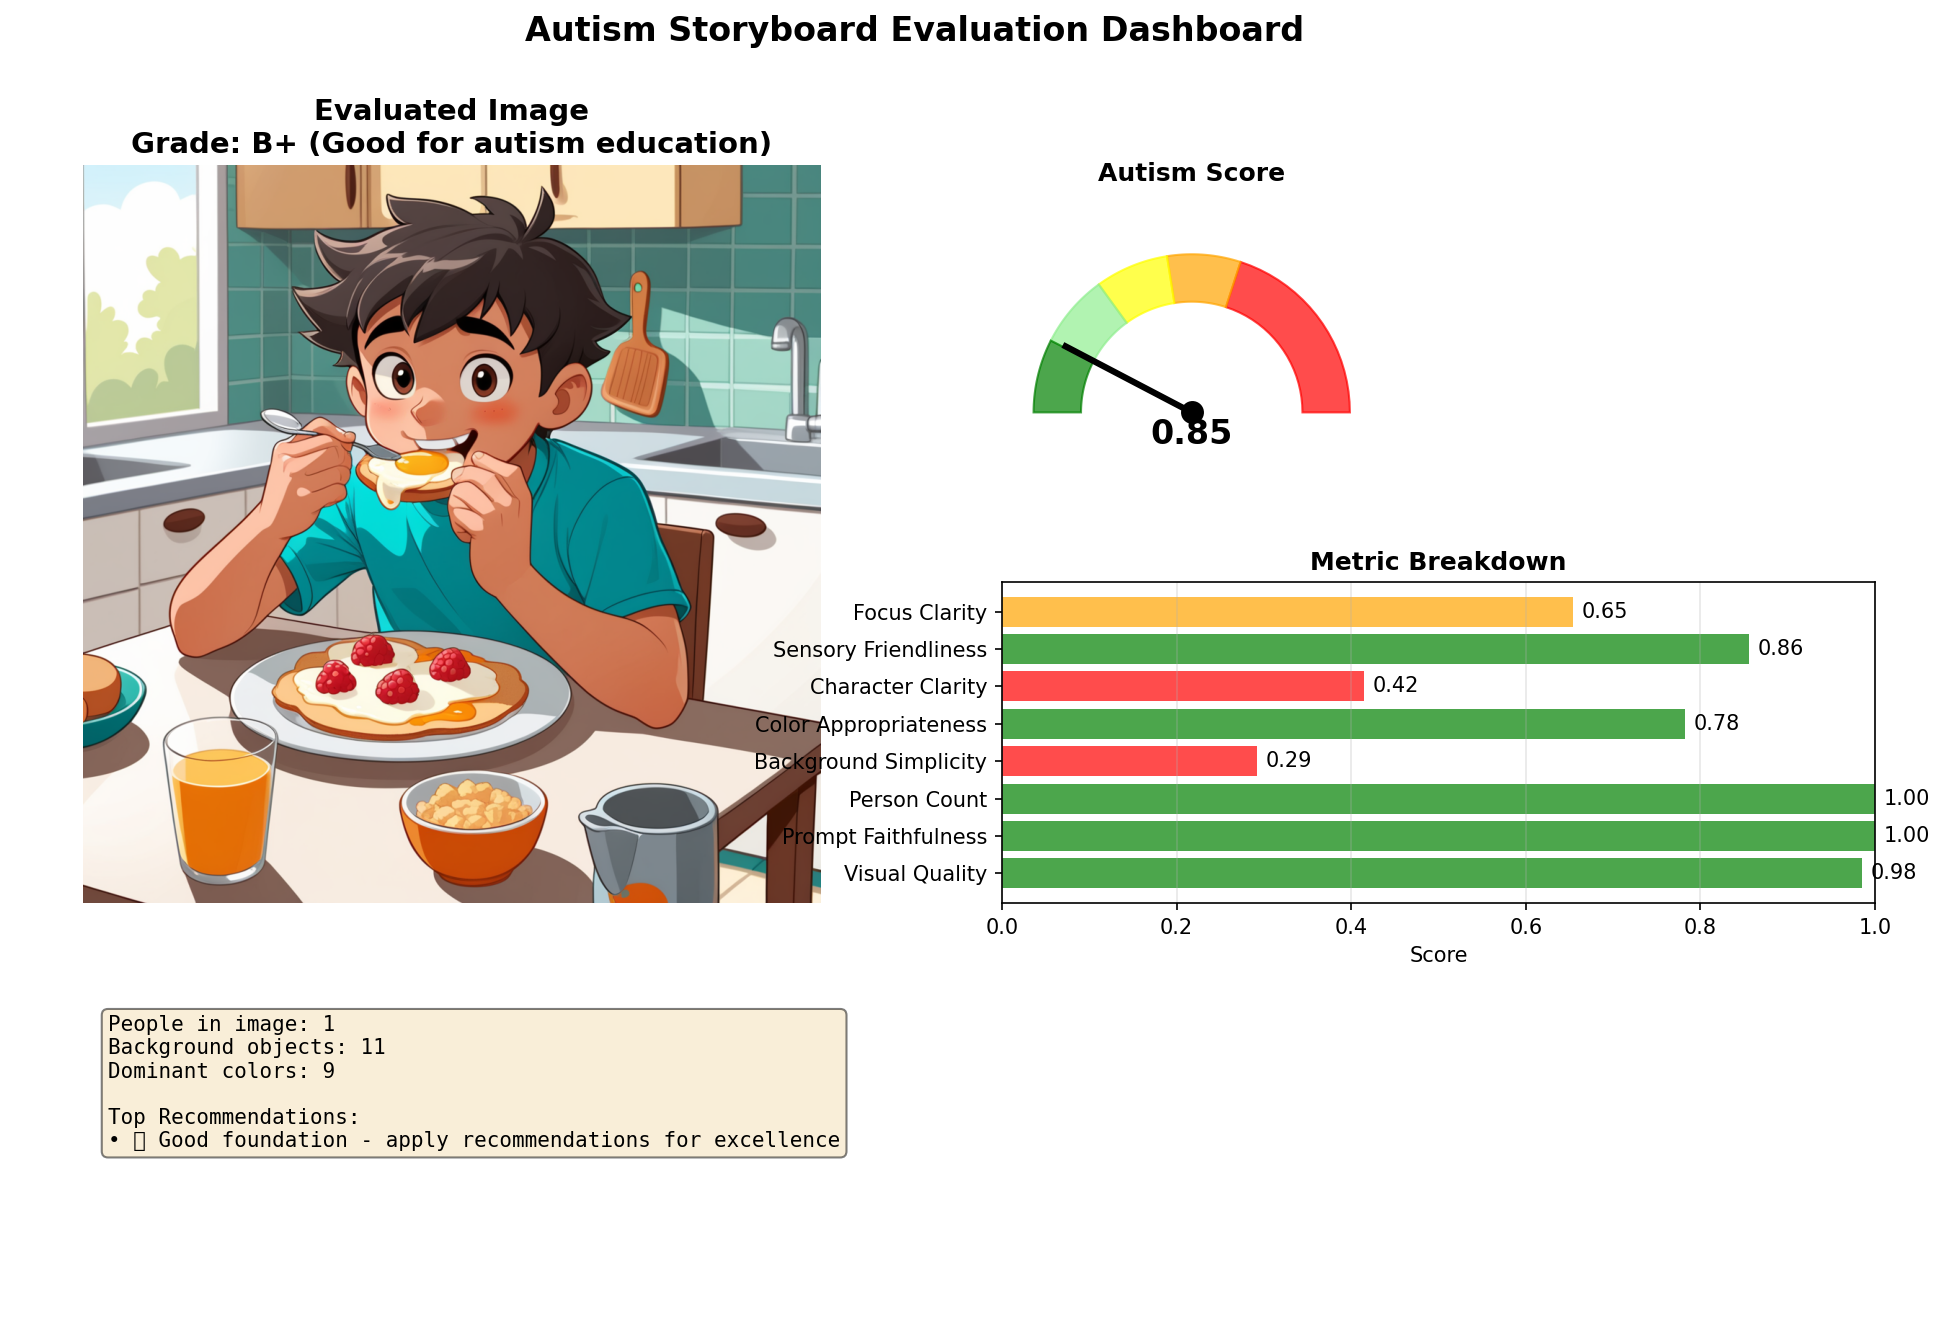 Autism Storyboard Evaluation Dashboard
Evaluated Image
Grade: B+ (Good for autism education)
Autism Score
0.85
Metric Breakdown
Focus Clarity 0.65
Sensory Friendliness 0.86
Character Clarity 0.42
Color Appropriateness 0.78
Background Simplicity 0.29
Person Count 1.00
Prompt Faithfulness 1.00
Visual Quality 0.98
0.0 0.2 0.4 0.6 0.8 1.0
Score
People in image: 1
Background objects: 11
Dominant colors: 9
Top Recommendations:
• ▯ Good foundation - apply recommendations for excellence